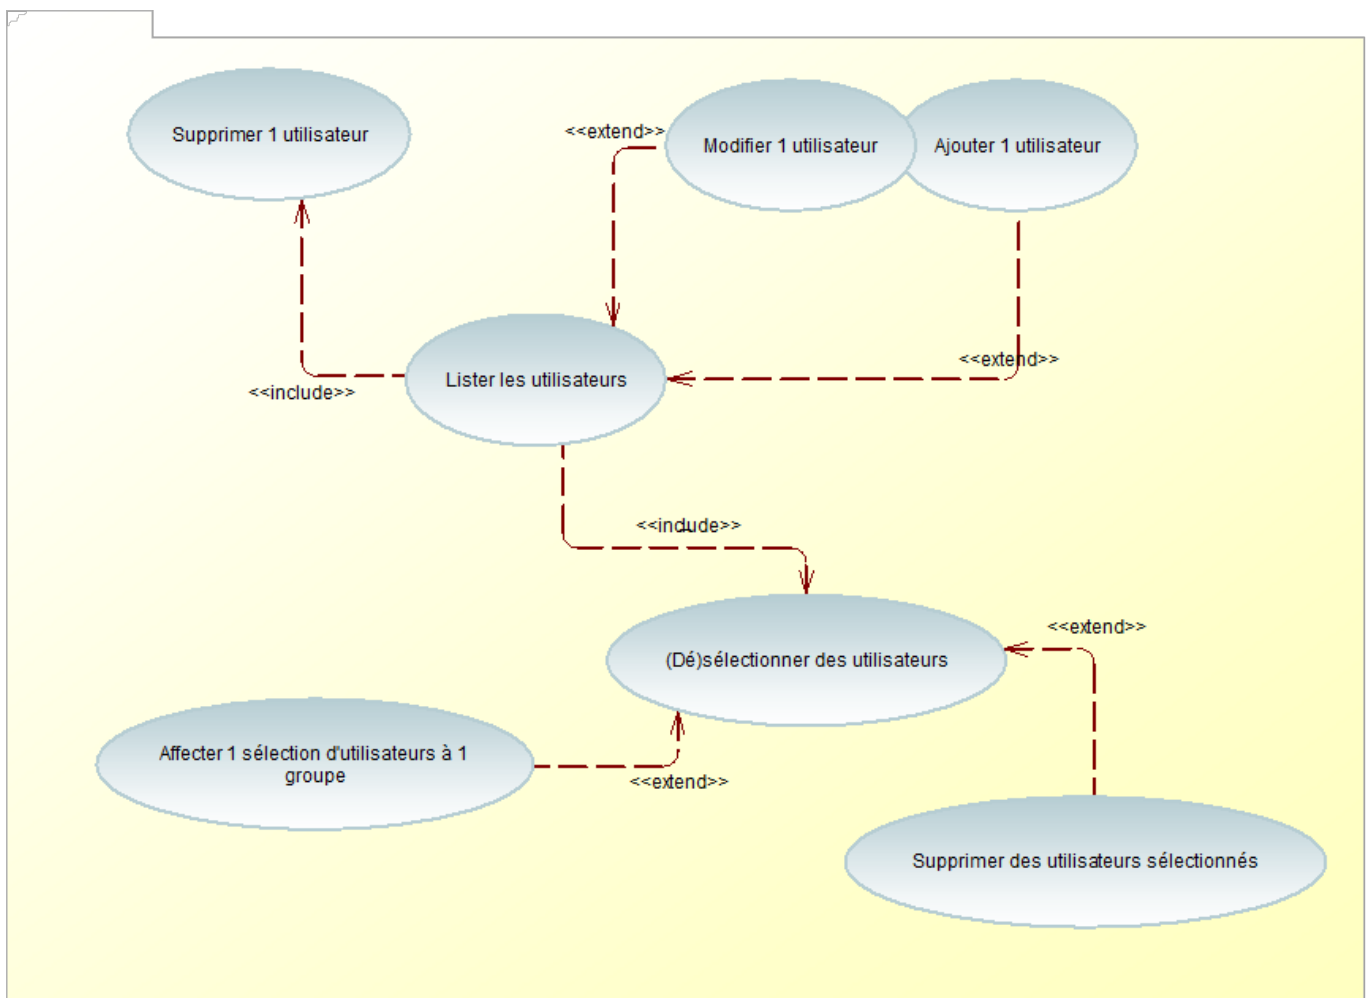 Supprimer 1 utilisateur
<<extend>>
Modifier 1 utilisateur
Ajouter 1 utilisateur
<<extend>>
Lister les utilisateurs
<<include>>
<<include>>
<<extend>>
(Dé)sélectionner des utilisateurs
Affecter 1 sélection d'utilisateurs à 1
groupe
<<extend>>
Supprimer des utilisateurs sélectionnés